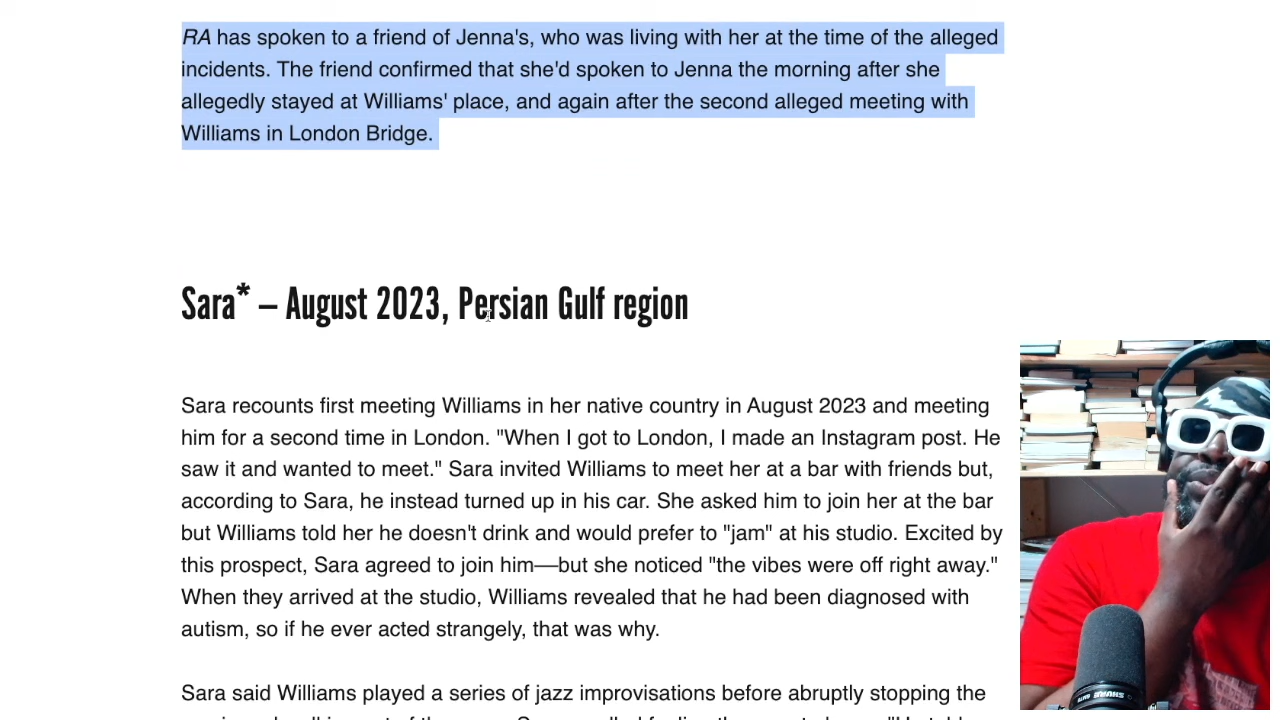 RA has spoken to a friend of Jenna's, who was living with her at the time of the alleged
incidents. The friend confirmed that she'd spoken to Jenna the morning after she
allegedly stayed at Williams' place, and again after the second alleged meeting with
Williams in London Bridge.
Sara* – August 2023, Persian Gulf region
Sara recounts first meeting Williams in her native country in August 2023 and meeting
him for a second time in London. "When I got to London, I made an Instagram post. He
saw it and wanted to meet." Sara invited Williams to meet her at a bar with friends but,
according to Sara, he instead turned up in his car. She asked him to join her at the bar
but Williams told her he doesn't drink and would prefer to "jam" at his studio. Excited by
this prospect, Sara agreed to join him—but she noticed "the vibes were off right away."
When they arrived at the studio, Williams revealed that he had been diagnosed with
autism, so if he ever acted strangely, that was why.
Sara said Williams played a series of jazz improvisations before abruptly stopping the
SHURE